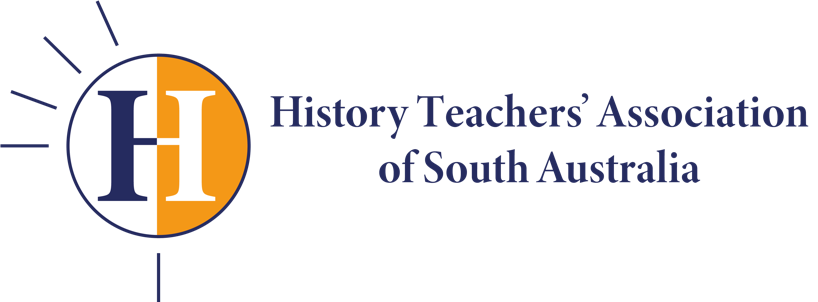 H
History Teachers’ Association
of South Australia